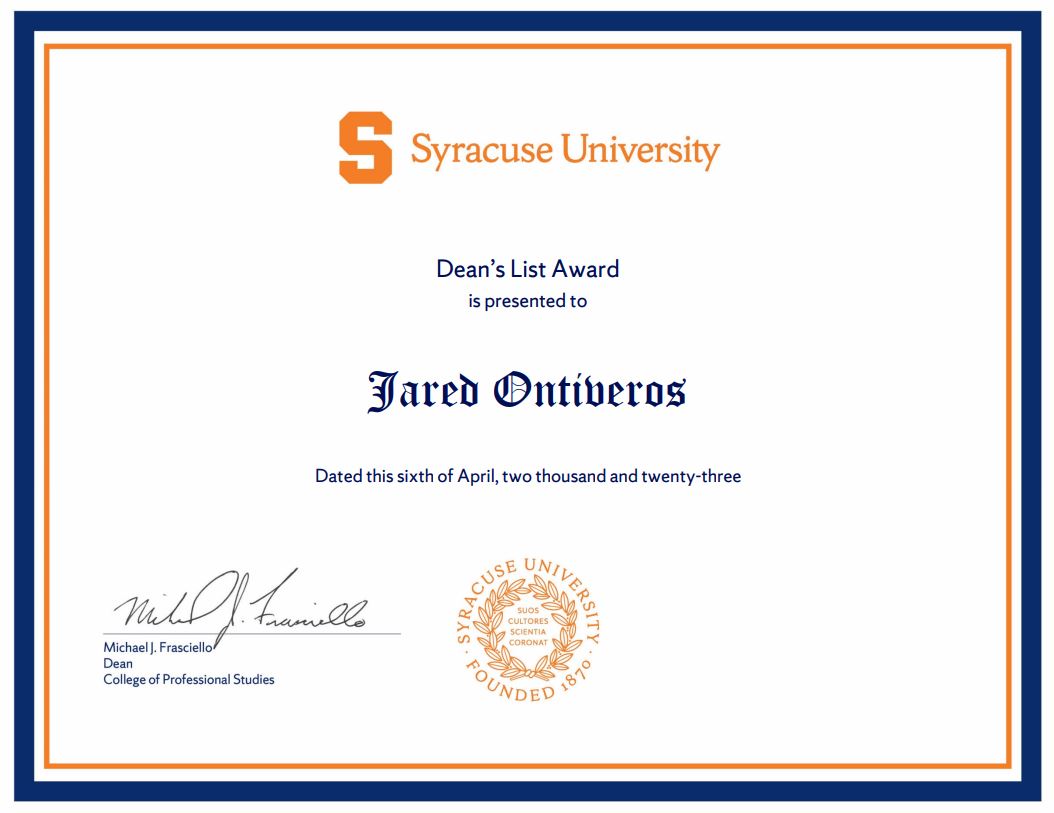 S Syracuse University
Dean's List Award
is presented to
Jared Ontiveros
Dated this sixth of April, two thousand and twenty-three
Michael J. Frasciello
Michael J. Frasciello
Dean
College of Professional Studies
SYRACUSE UNIVERSITY
SUOS
CULTORES
SCIENTIA
CORONAT
· FOUNDED 1870 ·